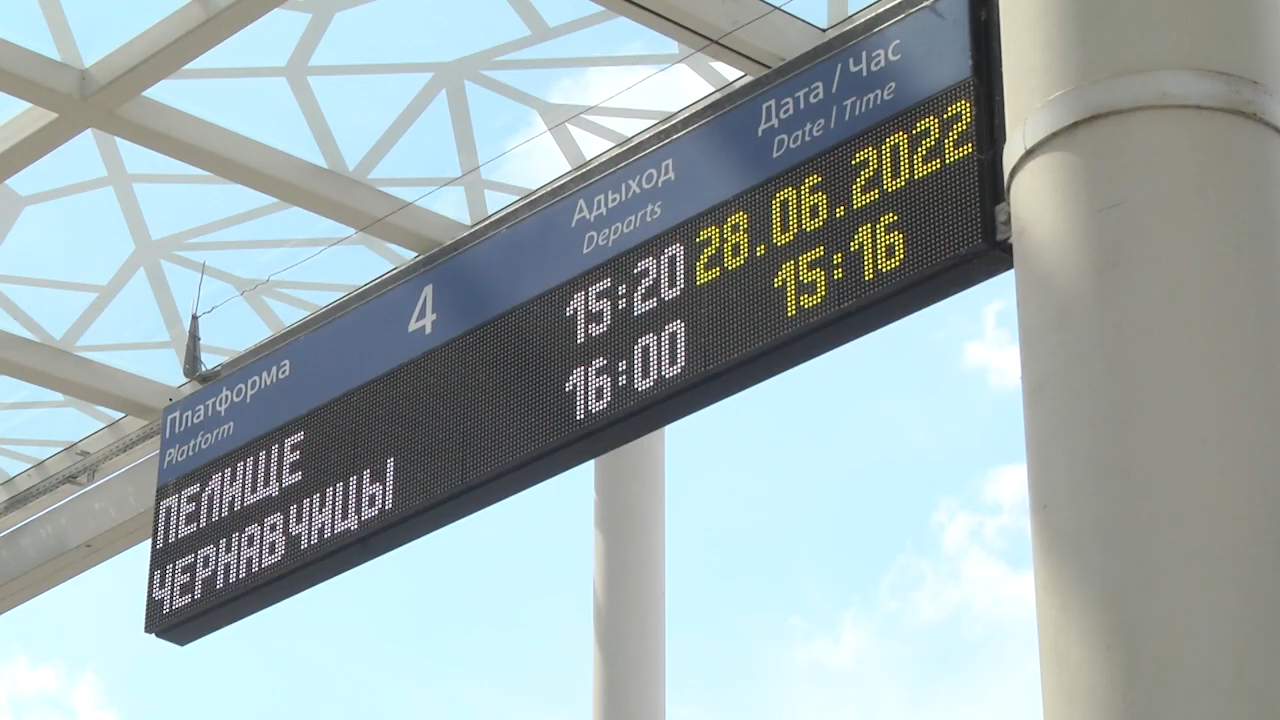 Платформа 4 Адыход Дата / Час
Platform Departs Date / Time
ПЕЛИЩЕ 15:20 28.06.2022
ЧЕРНАВЧИЦЫ 16:00 15:16